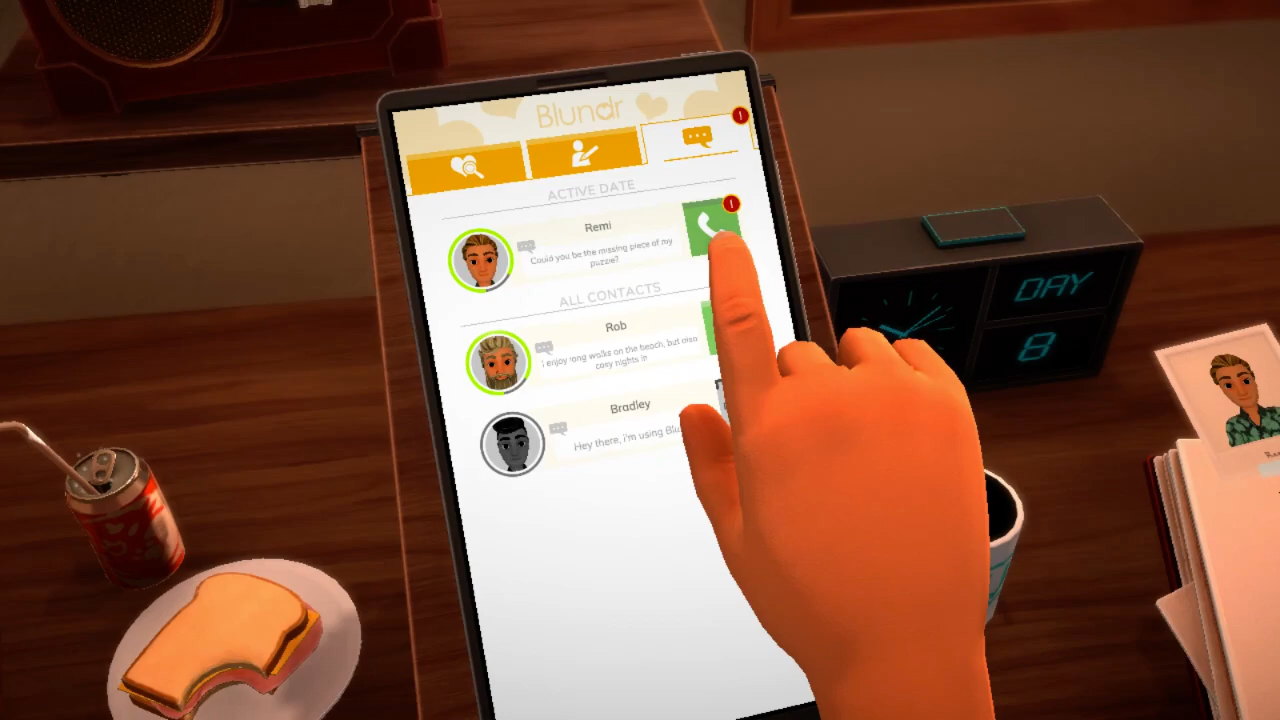 Blundr
ACTIVE DATE
Remi
Could you be the missing piece of my
puzzle?
ALL CONTACTS
Rob
I enjoy long walks on the beach, but also
cosy nights in
Bradley
Hey there, I'm using
DAY
8